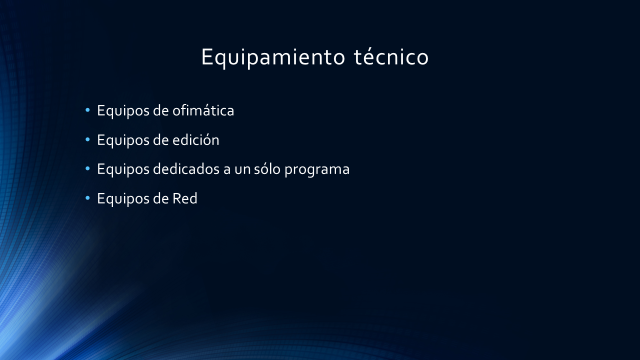 Equipamiento técnico
• Equipos de ofimática
• Equipos de edición
• Equipos dedicados a un sólo programa
• Equipos de Red